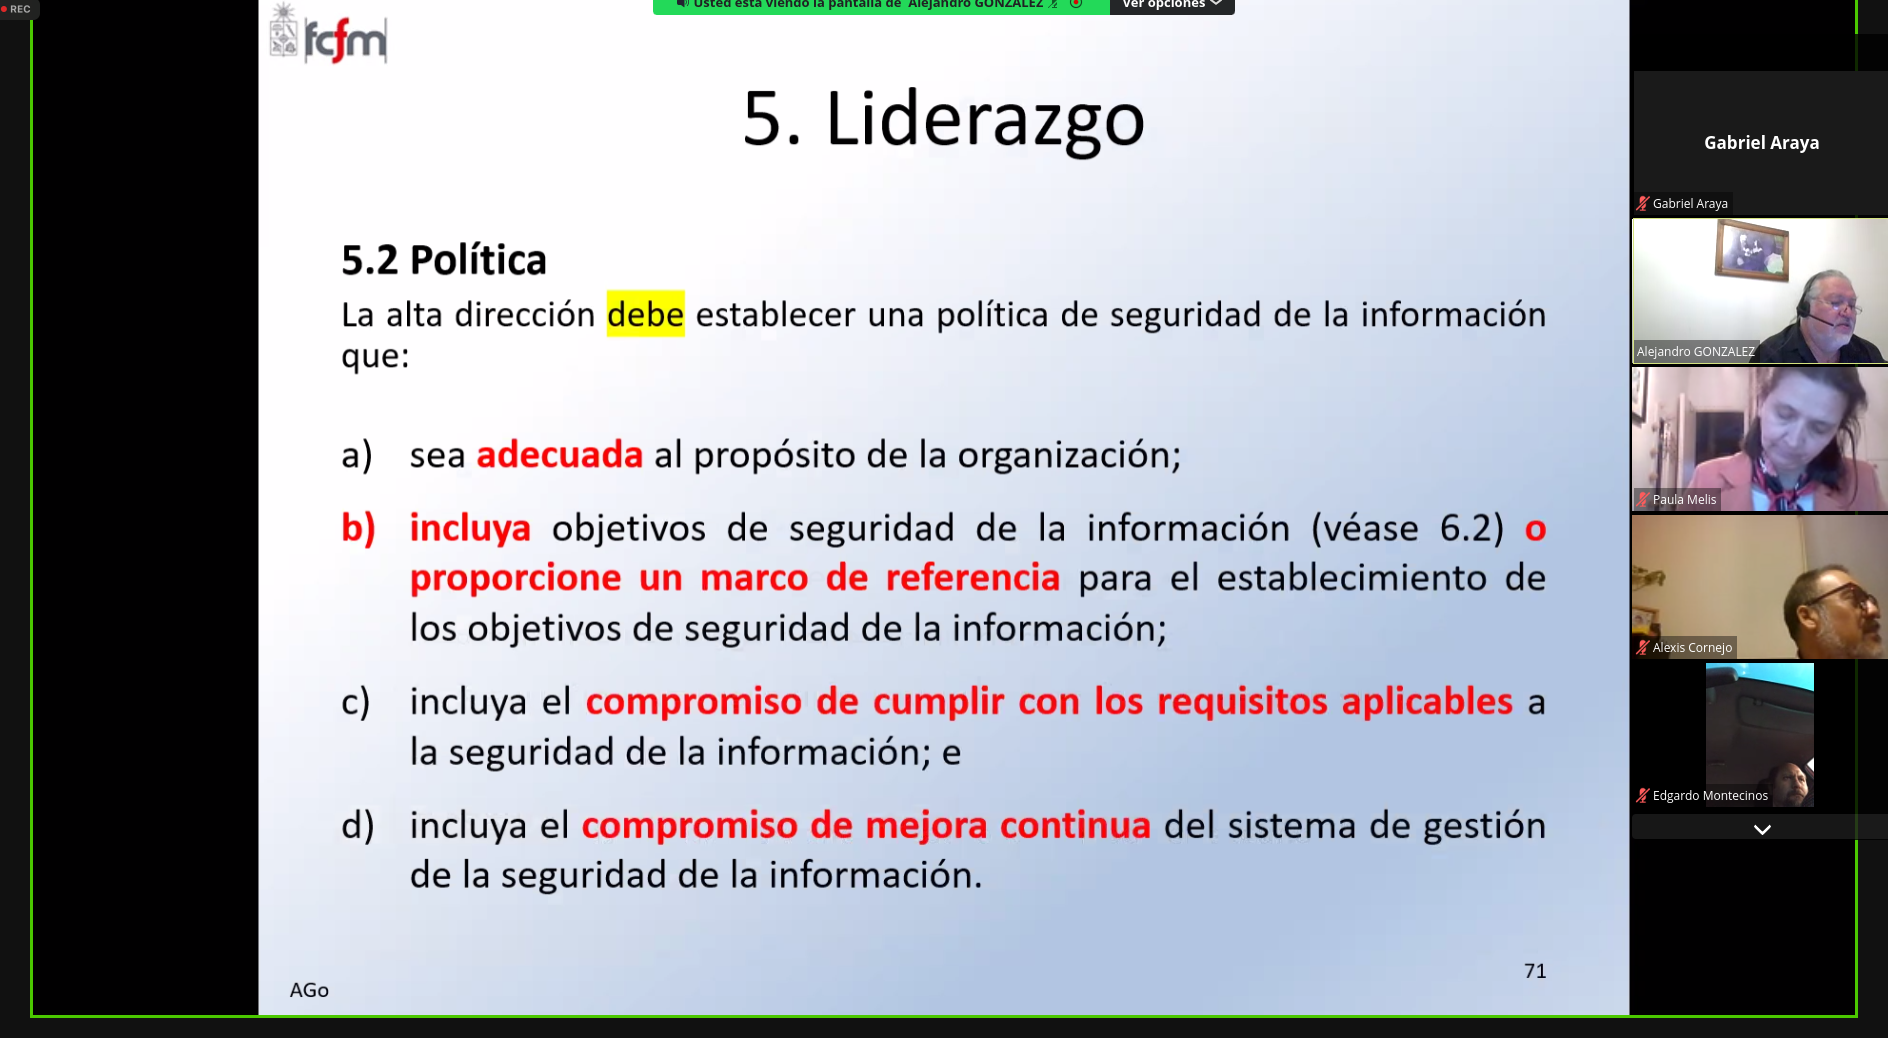 REC
Usted está viendo la pantalla de Alejandro GONZALEZ
Ver opciones
fcfm
5. Liderazgo
5.2 Política
La alta dirección debe establecer una política de seguridad de la información
que:
a) sea adecuada al propósito de la organización;
b) incluya objetivos de seguridad de la información (véase 6.2) o
proporcione un marco de referencia para el establecimiento de
los objetivos de seguridad de la información;
c) incluya el compromiso de cumplir con los requisitos aplicables a
la seguridad de la información; e
d) incluya el compromiso de mejora continua del sistema de gestión
de la seguridad de la información.
AGo
71
Gabriel Araya
Gabriel Araya
Alejandro GONZALEZ
Paula Melis
Alexis Cornejo
Edgardo Montecinos